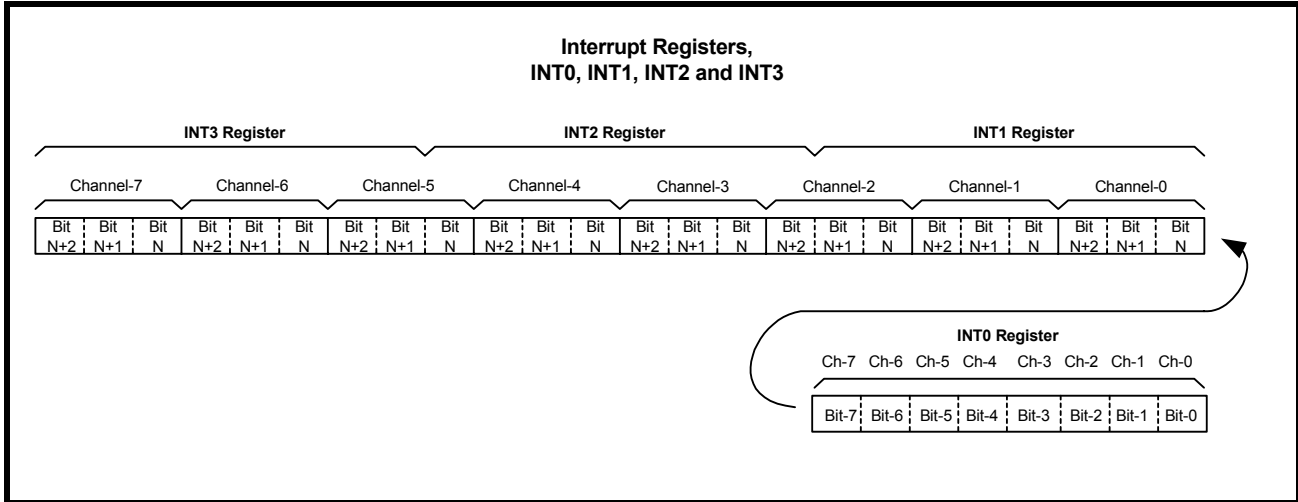 Interrupt Registers,
INT0, INT1, INT2 and INT3
INT3 Register INT2 Register INT1 Register
Channel-7 Channel-6 Channel-5 Channel-4 Channel-3 Channel-2 Channel-1 Channel-0
Bit Bit Bit Bit Bit Bit Bit Bit Bit Bit Bit Bit Bit Bit Bit Bit Bit Bit Bit Bit Bit Bit Bit Bit
N+2 N+1 N N+2 N+1 N N+2 N+1 N N+2 N+1 N N+2 N+1 N N+2 N+1 N N+2 N+1 N N+2 N+1 N
INT0 Register
Ch-7 Ch-6 Ch-5 Ch-4 Ch-3 Ch-2 Ch-1 Ch-0
Bit-7 Bit-6 Bit-5 Bit-4 Bit-3 Bit-2 Bit-1 Bit-0